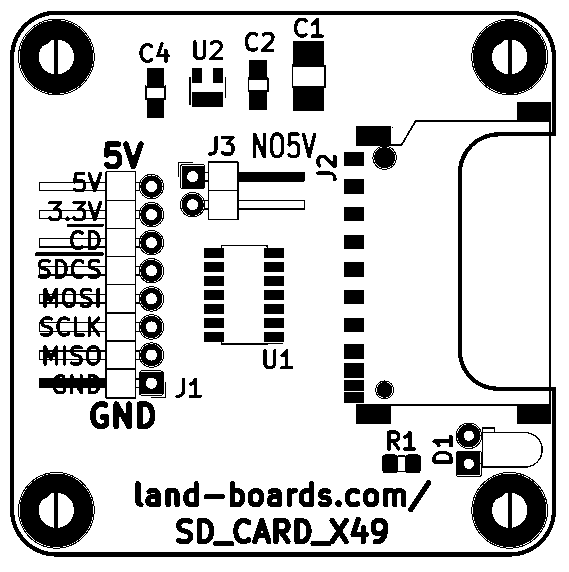 C4
U2
C2
C1
5V
J3
NO5V
J2
5V
3.3V
CD
SDCS
MOSI
SCLK
MISO
GND
U1
J1
GND
R1
D1
land-boards.com/
SD_CARD_X49